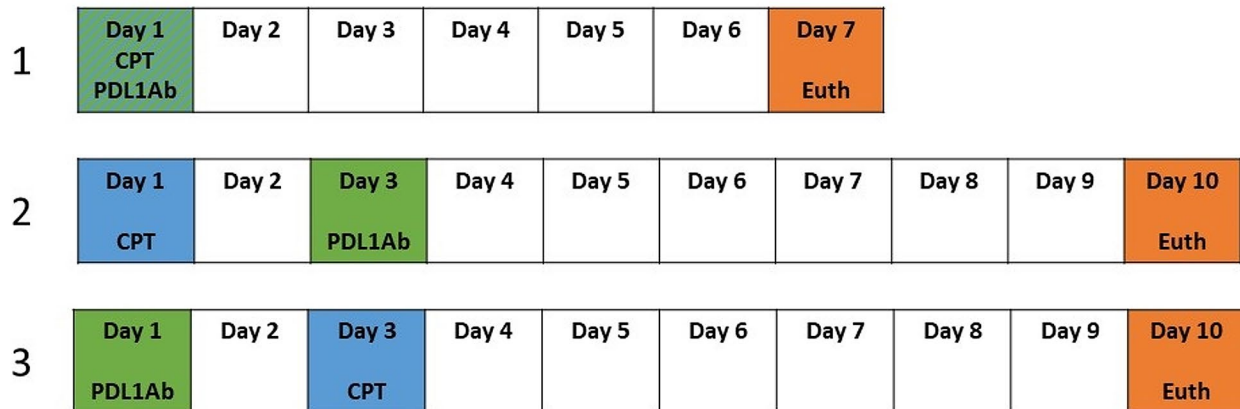 1
Day 1 Day 2 Day 3 Day 4 Day 5 Day 6 Day 7
CPT
PDL1Ab Euth
2
Day 1 Day 2 Day 3 Day 4 Day 5 Day 6 Day 7 Day 8 Day 9 Day 10
CPT PDL1Ab Euth
3
Day 1 Day 2 Day 3 Day 4 Day 5 Day 6 Day 7 Day 8 Day 9 Day 10
PDL1Ab CPT Euth